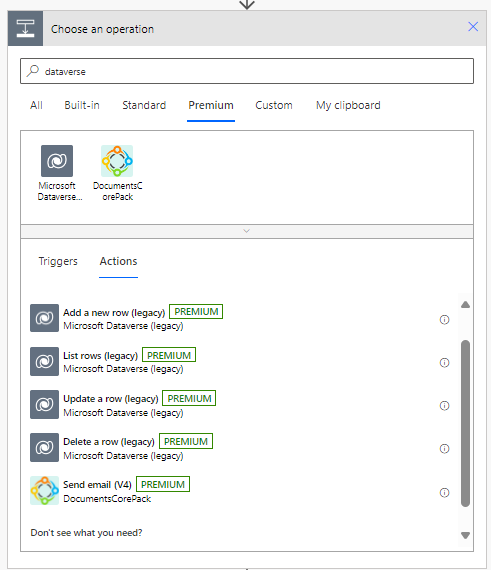 Choose an operation
dataverse
All Built-in Standard Premium Custom My clipboard
Microsoft Dataverse...
DocumentsCorePack
Triggers Actions
Add a new row (legacy) PREMIUM
Microsoft Dataverse (legacy)
List rows (legacy) PREMIUM
Microsoft Dataverse (legacy)
Update a row (legacy) PREMIUM
Microsoft Dataverse (legacy)
Delete a row (legacy) PREMIUM
Microsoft Dataverse (legacy)
Send email (V4) PREMIUM
DocumentsCorePack
Don't see what you need?